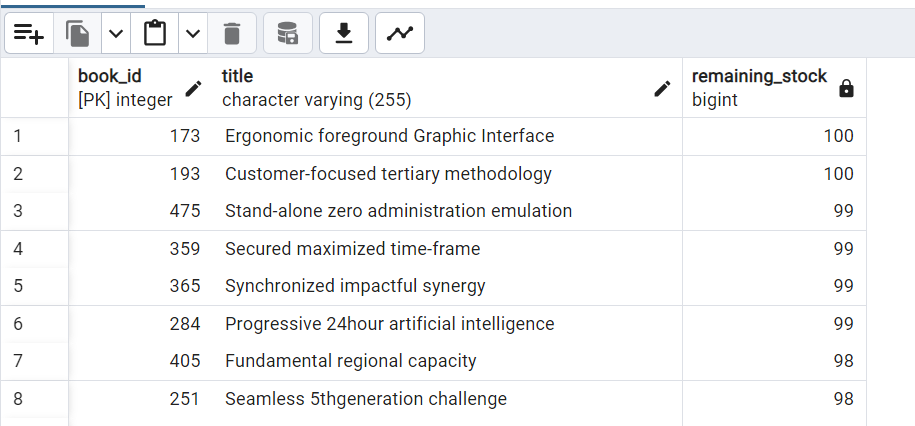 book_id title remaining_stock
[PK] integer character varying (255) bigint
1 173 Ergonomic foreground Graphic Interface 100
2 193 Customer-focused tertiary methodology 100
3 475 Stand-alone zero administration emulation 99
4 359 Secured maximized time-frame 99
5 365 Synchronized impactful synergy 99
6 284 Progressive 24hour artificial intelligence 99
7 405 Fundamental regional capacity 98
8 251 Seamless 5thgeneration challenge 98